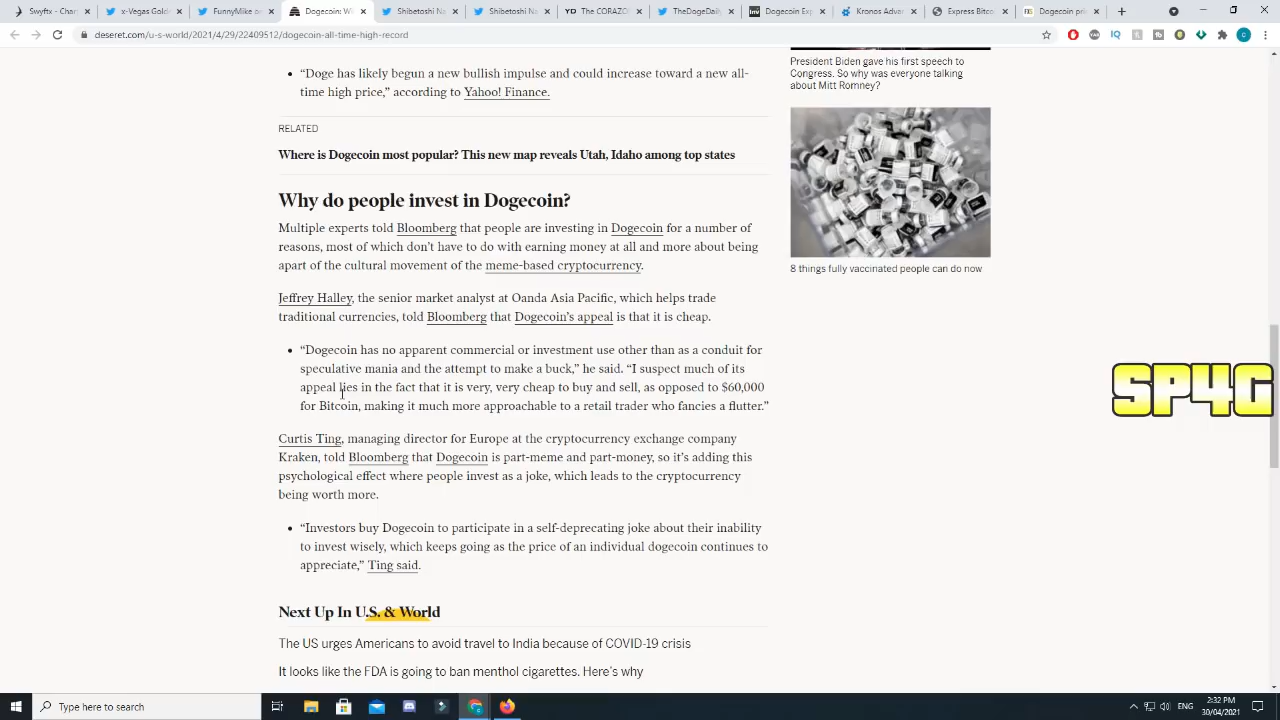 Swyftx - Char
x-Vegas Gold
FunnyMike o
Dogecoin: W
Shibetoshi Na
Shibetoshi Na
YD The CORAZCH
TheDogeDaily
inv Dogecoin Exp
Kronos Advar
Express Bitco
FXS Dogecoin pri
deseret.com/u-s-world/2021/4/29/22409512/dogecoin-all-time-high-record
“Doge has likely begun a new bullish impulse and could increase toward a new all-
time high price,” according to Yahoo! Finance.
RELATED
Where is Dogecoin most popular? This new map reveals Utah, Idaho among top states
Why do people invest in Dogecoin?
Multiple experts told Bloomberg that people are investing in Dogecoin for a number of
reasons, most of which don’t have to do with earning money at all and more about being
apart of the cultural movement of the meme-based cryptocurrency.
Jeffrey Halley, the senior market analyst at Oanda Asia Pacific, which helps trade
traditional currencies, told Bloomberg that Dogecoin’s appeal is that it is cheap.
“Dogecoin has no apparent commercial or investment use other than as a conduit for
speculative mania and the attempt to make a buck,” he said. “I suspect much of its
appeal lies in the fact that it is very, very cheap to buy and sell, as opposed to $60,000
for Bitcoin, making it much more approachable to a retail trader who fancies a flutter.”
Curtis Ting, managing director for Europe at the cryptocurrency exchange company
Kraken, told Bloomberg that Dogecoin is part-meme and part-money, so it’s adding this
psychological effect where people invest as a joke, which leads to the cryptocurrency
being worth more.
“Investors buy Dogecoin to participate in a self-deprecating joke about their inability
to invest wisely, which keeps going as the price of an individual dogecoin continues to
appreciate,” Ting said.
Next Up In U.S. & World
The US urges Americans to avoid travel to India because of COVID-19 crisis
It looks like the FDA is going to ban menthol cigarettes. Here’s why
President Biden gave his first speech to
Congress. So why was everyone talking
about Mitt Romney?
8 things fully vaccinated people can do now
SP4G
Type here to search
ENG
2:32 PM
30/04/2021